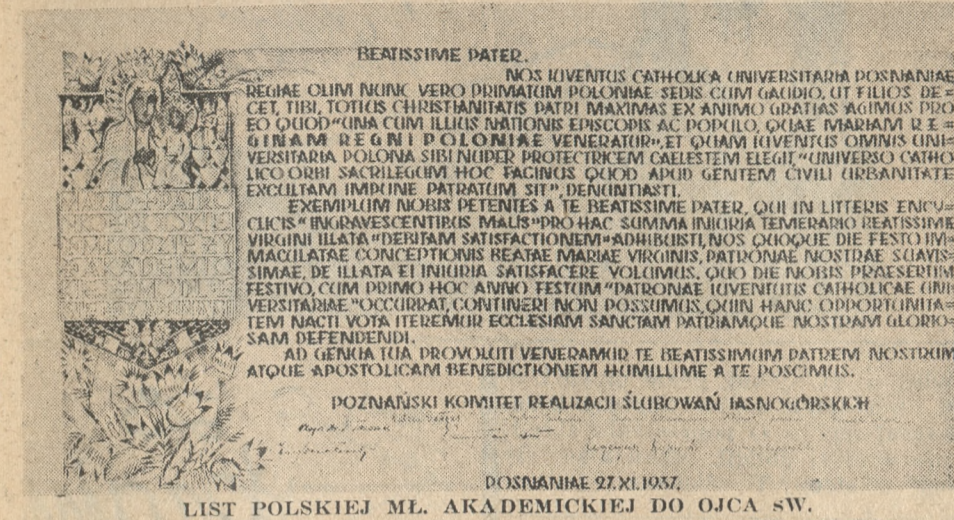 BEATISSIME PATER.
NOS IUVENTUS CATHOLICA UNIVERSITARIA POSNANIAE
REGIAE OLIM NUNC VERO PRIMATUM POLONIAE SEDIS CUM GAUDIO, UT FILIOS DE=
CET, TIBI, TOTIUS CHRISTIANITATIS PATRI MAXIMAS EX ANIMO GRATIAS AGIMUS PRO
EO QUOD "UNA CUM ILLIUS NATIONIS EPISCOPIS AC POPULO, QUAE MARIAM RE=
GINAM REGNI POLONIAE VENERATUR", ET QUAM IUVENTUS OMNIS UNI=
VERSITARIA POLONA SIBI NUPER PROTECTRICEM CAELESTEM ELEGIT, "UNIVERSO CATHO
LICO ORBI SACRILEGUM HOC FACINUS QUOD APUD GENTEM CIVILI URBANITATE
EXCULTAM IMPUNE PATRATUM SIT", DENUNTIASTI.
EXEMPLUM NOBIS PETENTES A TE BEATISSIME PATER, QUI IN LITTERIS ENCY=
CLICIS "INGRAVESCENTIBUS MALIS" PRO HAC SUMMA INIURIA TEMERARIO BEATISSIME
VIRGINI ILLATA "DEBITAM SATISFACTIONEM" ADHIBUISTI, NOS QUOQUE DIE FESTO IM=
MACULATAE CONCEPTIONIS BEATAE MARIAE VIRGINIS, PATRONAE NOSTRAE SUAVIS=
SIMAE, DE ILLATA EI INIURIA SATISFACERE VOLUMUS, QUO DIE NOBIS PRAESERTIM
FESTIVO, CUM PRIMO HOC ANNO FESTUM "PATRONAE IUVENTUTIS CATHOLICAE UNI=
VERSITARIAE" OCCURRAT, CONTINERI NON POSSUMUS, QUIN HANC OPPORTUNITA=
TEM NACTI VOTA ITEREMUR ECCLESIAM SANCTAM PATRIAMQUE NOSTRAM GLORIO=
SAM DEFENDENDI.
AD GENUA TUA PROVOLUTI VENERAMUR TE BEATISSIMUM PATREM NOSTRUM
ATQUE APOSTOLICAM BENEDICTIONEM HUMILLIME A TE POSCIMUS.
POZNAŃSKI KOMITET REALIZACJI ŚLUBOWAŃ JASNOGÓRSKICH
POSNANIAE 27. XI. 1937.
LIST POLSKIEJ MŁ. AKADEMICKIEJ DO OJCA sW.